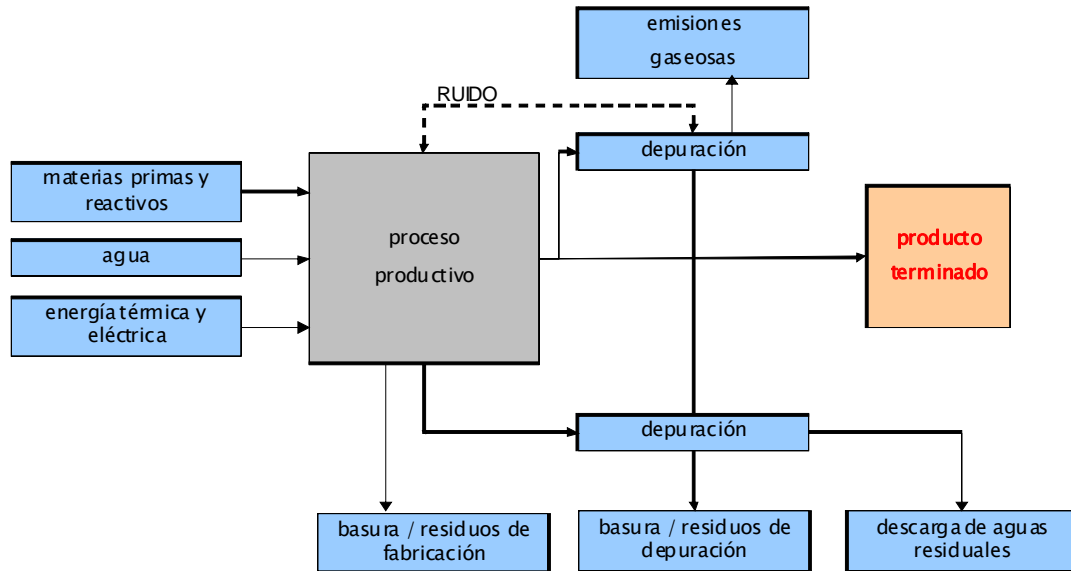 emisiones
gaseosas
RUIDO
depuración
materias primas y
reactivos
proceso
productivo
producto
terminado
agua
energía térmica y
eléctrica
depuración
basura / residuos de
fabricación
basura / residuos de
depuración
descarga de aguas
residuales